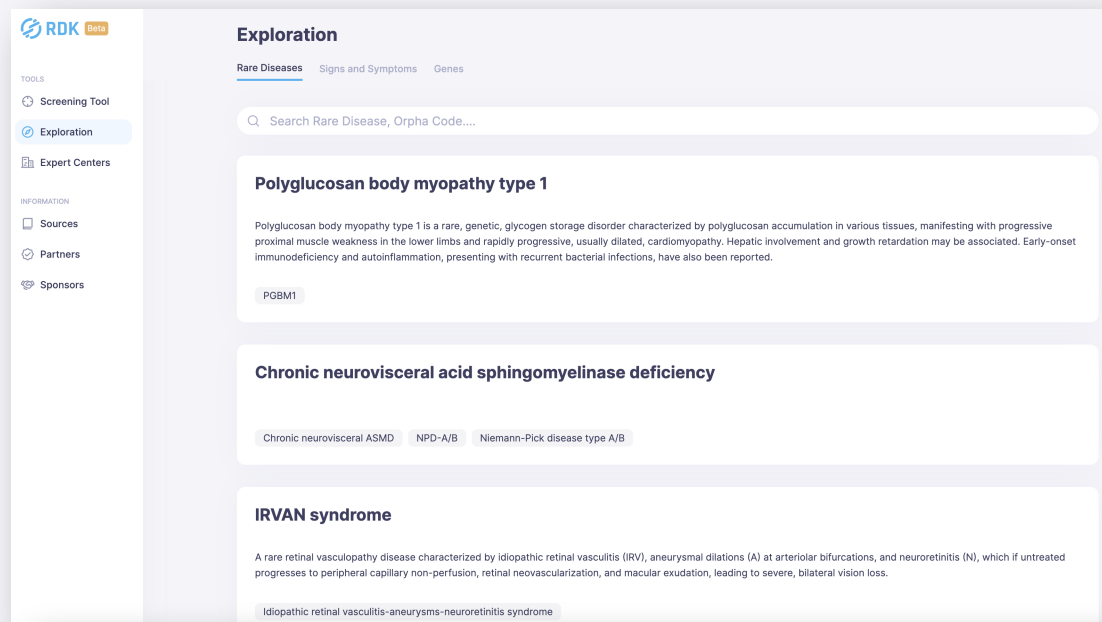 RDK Beta
TOOLS
Screening Tool
Exploration
Expert Centers
INFORMATION
Sources
Partners
Sponsors
Exploration
Rare Diseases Signs and Symptoms Genes
Search Rare Disease, Orpha Code....
Polyglucosan body myopathy type 1
Polyglucosan body myopathy type 1 is a rare, genetic, glycogen storage disorder characterized by polyglucosan accumulation in various tissues, manifesting with progressive
proximal muscle weakness in the lower limbs and rapidly progressive, usually dilated, cardiomyopathy. Hepatic involvement and growth retardation may be associated. Early-onset
immunodeficiency and autoinflammation, presenting with recurrent bacterial infections, have also been reported.
PGBM1
Chronic neurovisceral acid sphingomyelinase deficiency
Chronic neurovisceral ASMD NPD-A/B Niemann-Pick disease type A/B
IRVAN syndrome
A rare retinal vasculopathy disease characterized by idiopathic retinal vasculitis (IRV), aneurysmal dilations (A) at arteriolar bifurcations, and neuroretinitis (N), which if untreated
progresses to peripheral capillary non-perfusion, retinal neovascularization, and macular exudation, leading to severe, bilateral vision loss.
Idiopathic retinal vasculitis-aneurysms-neuroretinitis syndrome